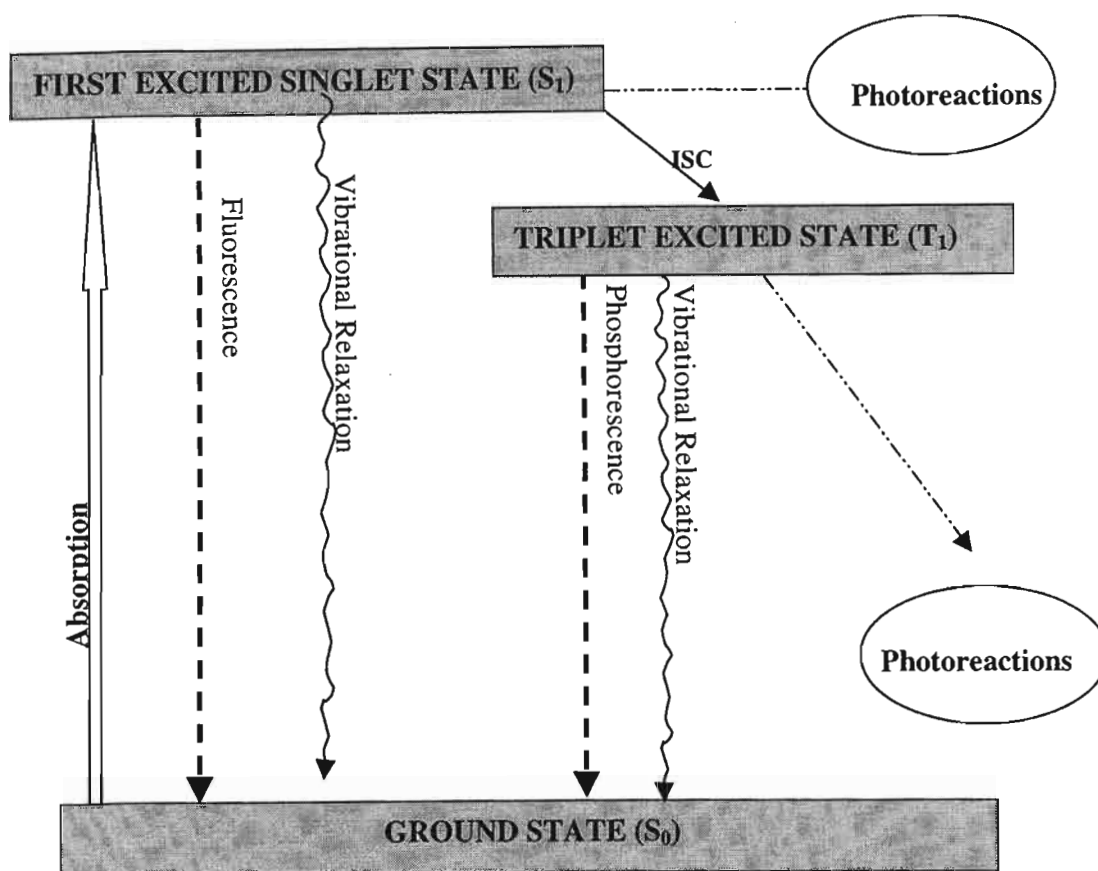 FIRST EXCITED SINGLET STATE (S₁)
Photoreactions
ISC
TRIPLET EXCITED STATE (T₁)
Absorption
Fluorescence
Vibrational Relaxation
Phosphorescence
Vibrational Relaxation
Photoreactions
GROUND STATE (S₀)